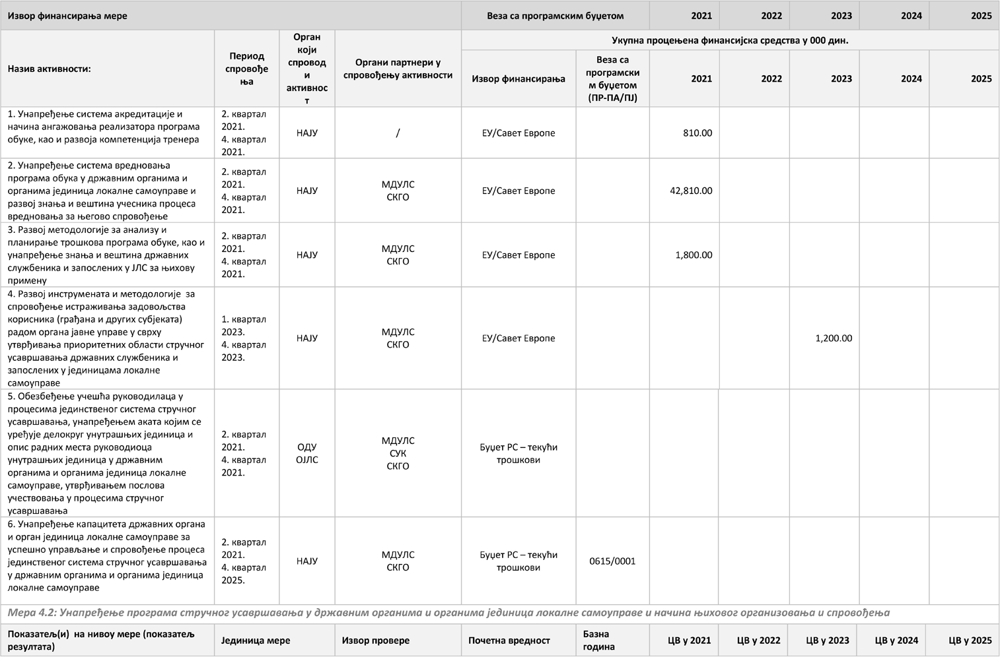 Извор финансирања мере Веза са програмским буџетом 2021 2022 2023 2024 2025
Назив активности:
Период
спровође
ња
Орган
који
спровод
и
активнос
т
Органи партнери у
спровођењу активности
Укупна процењена финансијска средства у 000 дин.
Извор финансирања
Веза са
програмски
м буџетом
(ПР-ПА/ПЈ)
2021 2022 2023 2024 2025
1. Унапређење система акредитације и
начина ангажовања реализатора програма
обуке, као и развоја компетенција тренера
2. квартал
2021.
4. квартал
2021.
НАЈУ
/
ЕУ/Савет Европе
810.00
2. Унапређење система вредновања
програма обука у државним органима и
органима јединица локалне самоуправе и
развој знања и вештина учесника процеса
вредновања за његово спровођење
2. квартал
2021.
4. квартал
2021.
НАЈУ
МДУЛС
СКГО
ЕУ/Савет Европе
42,810.00
3. Развој методологије за анализу и
планирање трошкова програма обуке, као и
унапређење знања и вештина државних
службеника и запослених у ЈЛС за њихову
примену
2. квартал
2021.
4. квартал
2021.
НАЈУ
МДУЛС
СКГО
ЕУ/Савет Европе
1,800.00
4. Развој инструмената и методологије за
спровођење истраживања задовољства
корисника (грађана и других субјеката)
радом органа јавне управе у сврху
утврђивања приоритетних области стручног
усавршавања државних службеника и
запослених у јединицама локалне
самоуправе
1. квартал
2023.
4. квартал
2023.
НАЈУ
МДУЛС
СКГО
ЕУ/Савет Европе
1,200.00
5. Обезбеђење учешћа руководилаца у
процесима јединственог система стручног
усавршавања, унапређењем аката којим се
уређује делокруг унутрашњих јединица и
опис радних места руководиоца
унутрашњих јединица у државним
органима и органима јединица локалне
самоуправе, утврђивањем послова
учествовања у процесима стручног
усавршавања
2. квартал
2021.
4. квартал
2021.
ОДУ
ОЈЛС
МДУЛС
СУК
СКГО
Буџет РС – текући
трошкови
6. Унапређење капацитета државних органа
и орган јединица локалне самоуправе за
успешно управљање и спровођење процеса
јединственог система стручног усавршавања
у државним органима и органима јединица
локалне самоуправе
2. квартал
2021.
4. квартал
2025.
НАЈУ
МДУЛС
СКГО
Буџет РС – текући
трошкови
0615/0001
Мера 4.2: Унапређење програма стручног усавршавања у државним органима и органима јединица локалне самоуправе и начина њиховог организовања и спровођења
Показатељ(и) на нивоу мере (показатељ
резултата)
Јединица мере
Извор провере
Почетна вредност
Базна
година
ЦВ у 2021 ЦВ у 2022 ЦВ у 2023 ЦВ у 2024 ЦВ у 2025